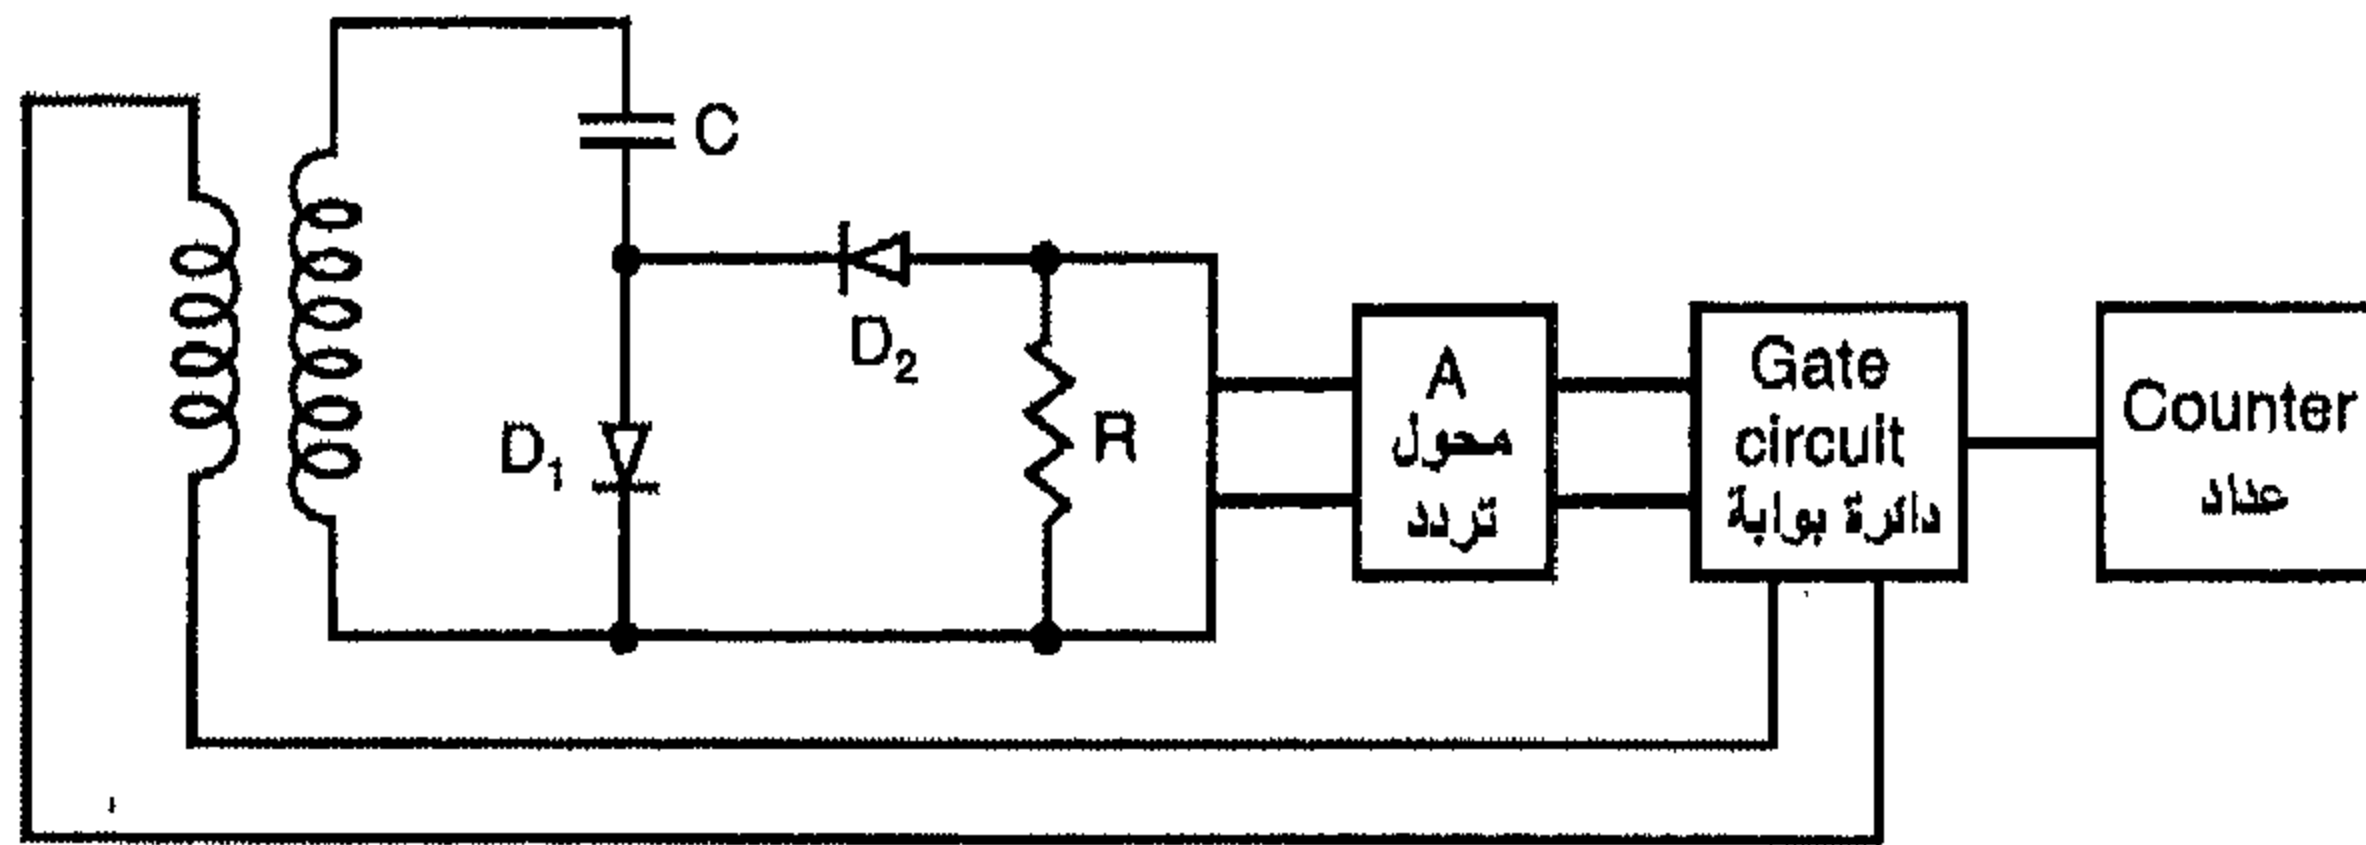 C
D₂
D₁
R
A
محول
تردد
Gate
circuit
دائرة بوابة
Counter
عداد